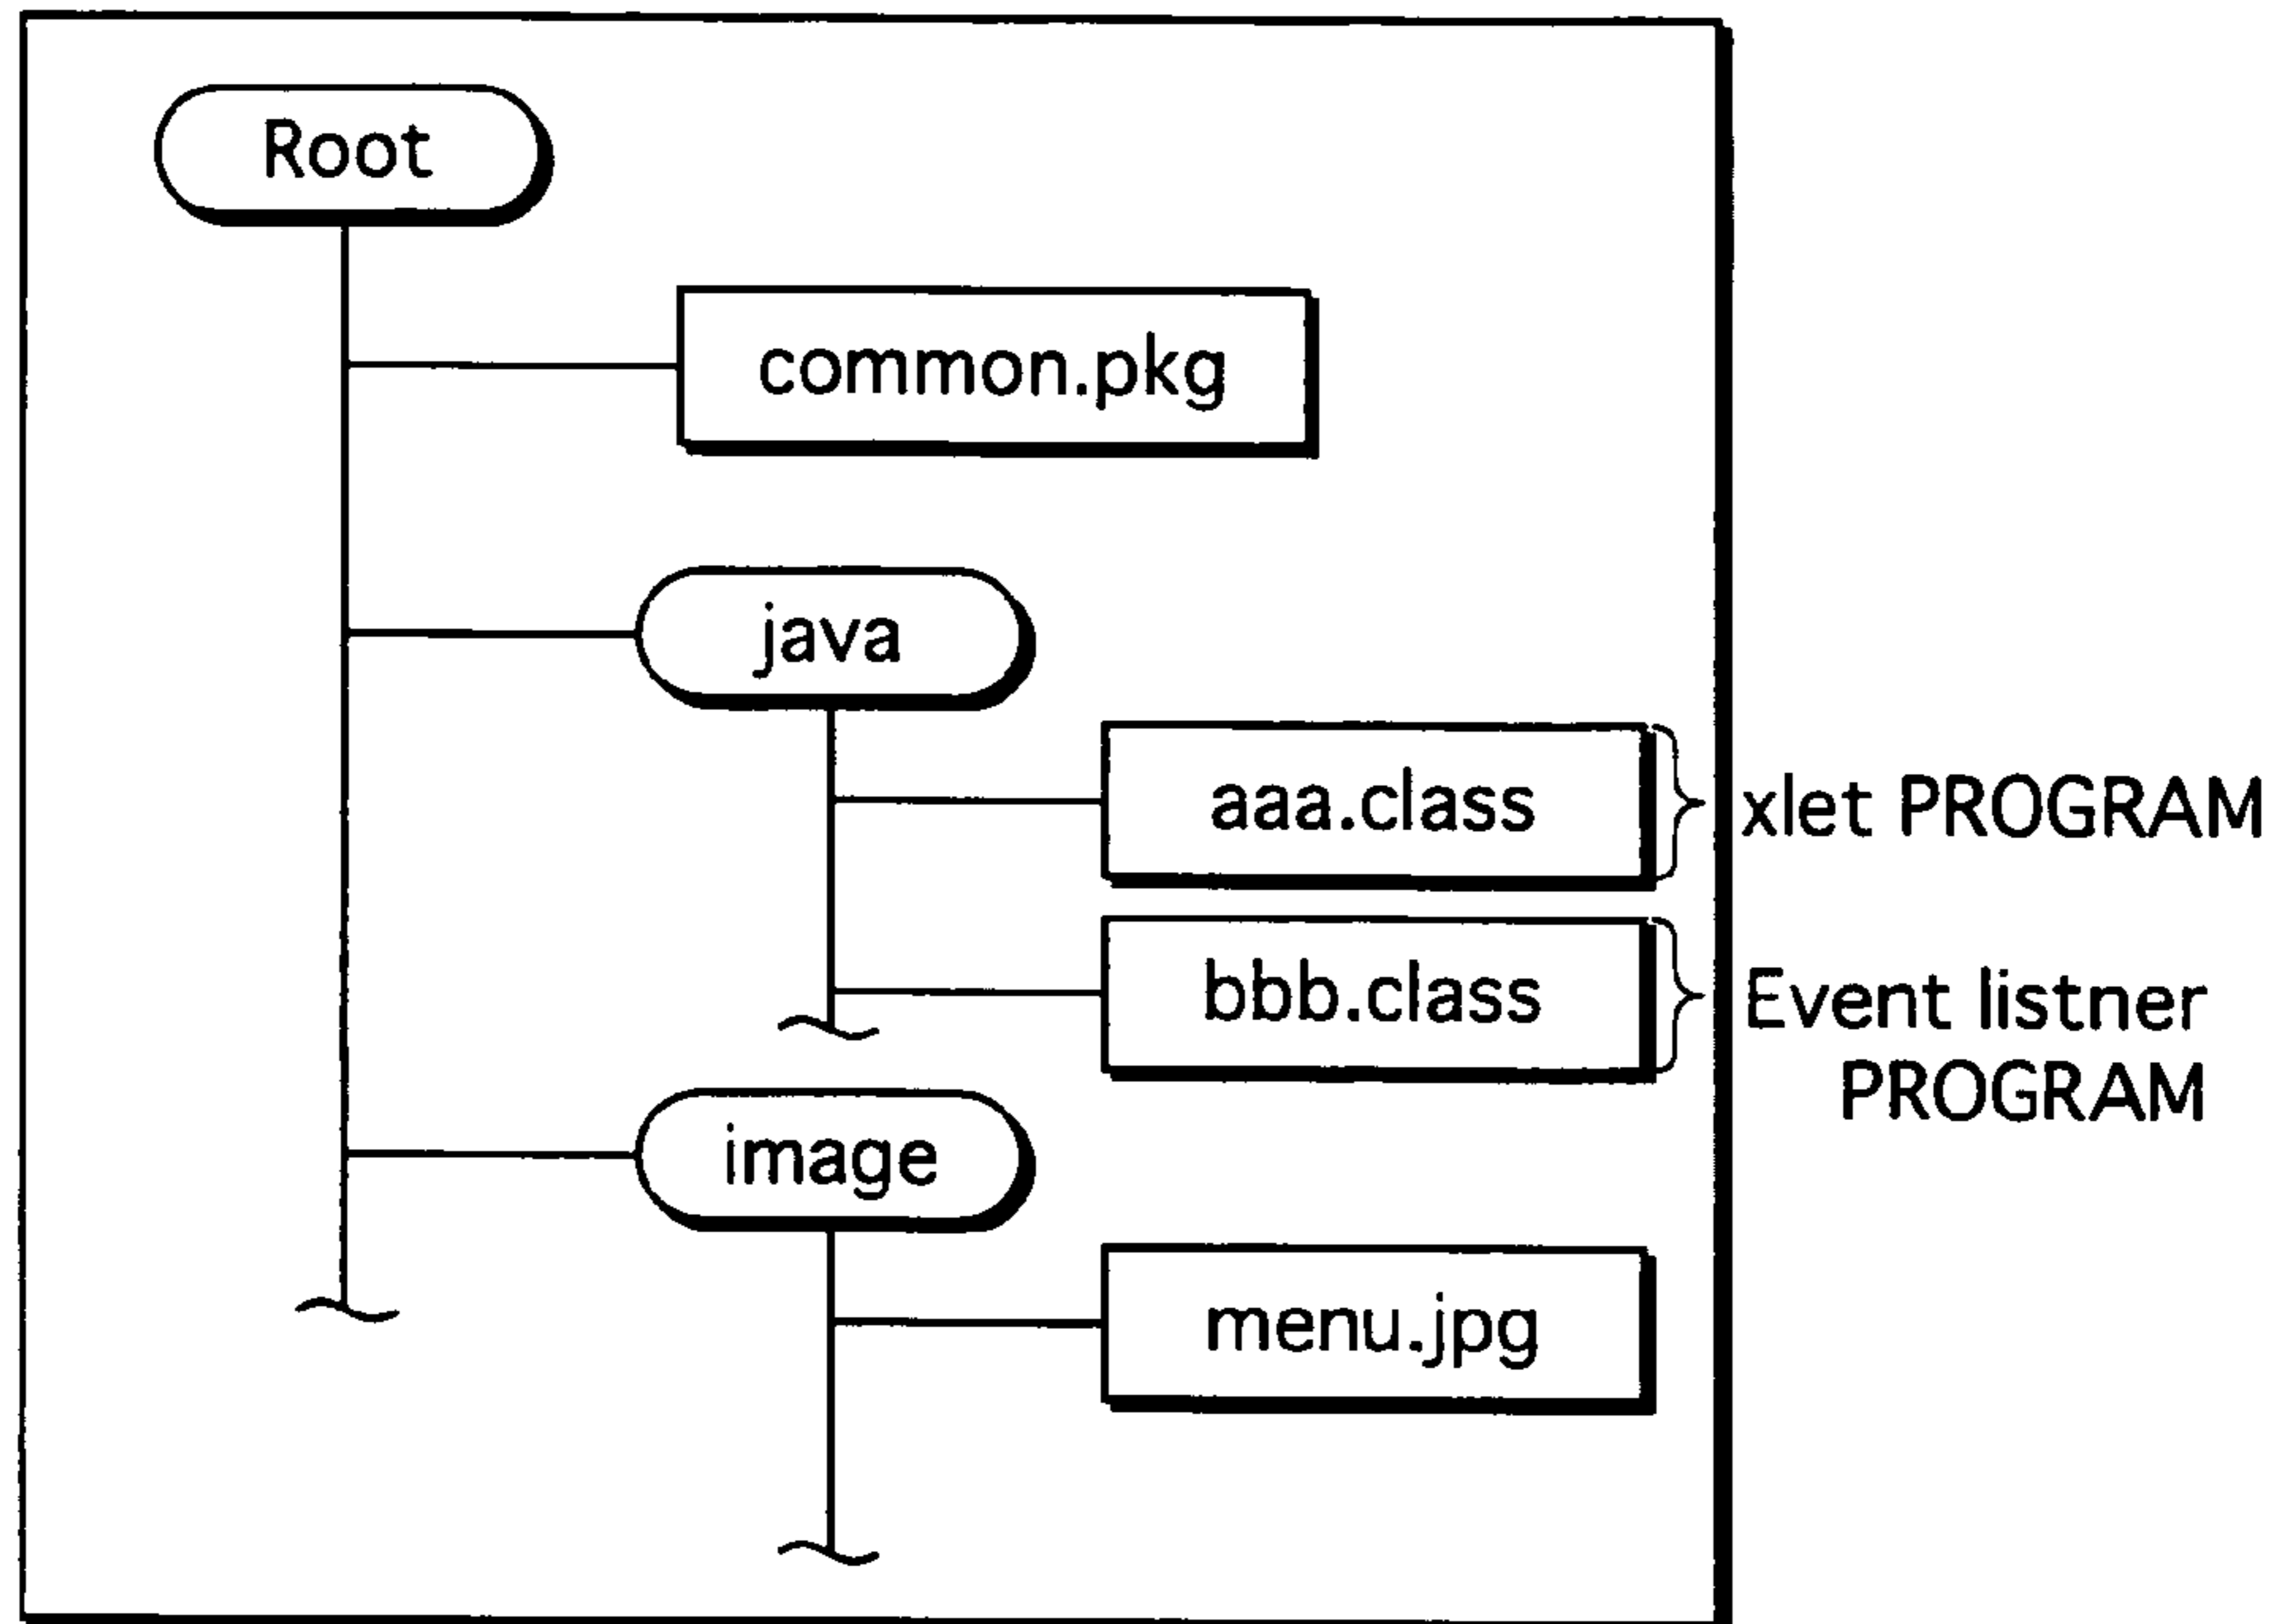 Root
common.pkg
java
aaa.class
xlet PROGRAM
bbb.class
Event listner
PROGRAM
image
menu.jpg